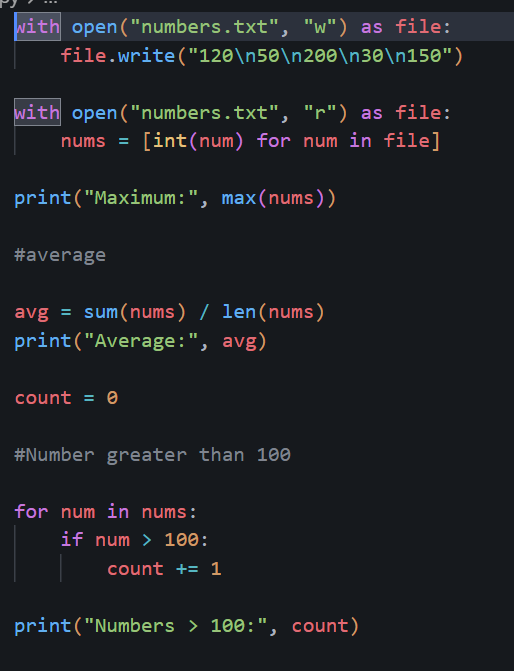 with open("numbers.txt", "w") as file:
    file.write("120\n50\n200\n30\n150")
with open("numbers.txt", "r") as file:
    nums = [int(num) for num in file]
print("Maximum:", max(nums))
#average
avg = sum(nums) / len(nums)
print("Average:", avg)
count = 0
#Number greater than 100
for num in nums:
    if num > 100:
        count += 1
print("Numbers > 100:", count)